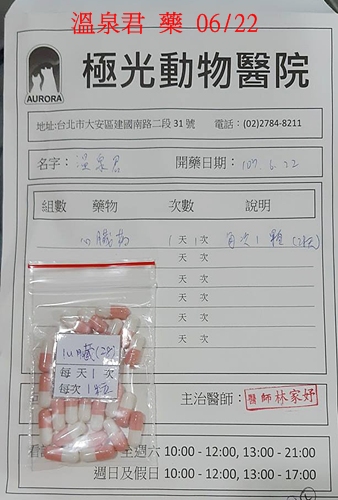 溫泉君 藥 06/22
AURORA
極光動物醫院
地址:台北市大安區建國南路二段31號 電話：(02)2784-8211
名字： 溫泉君 開藥日期： 107. 6. 22
組數 藥物 次數 說明
心臟病 1 天 1 次 每次 1 顆
天 次
天 次
天 次
天 次
天 次
心臟(28)
每天 1 次
每次 1 顆
主治醫師： 醫師 林家妤
週六 10:00 - 12:00, 13:00 - 21:00
週日及假日 10:00 - 12:00, 13:00 - 17:00